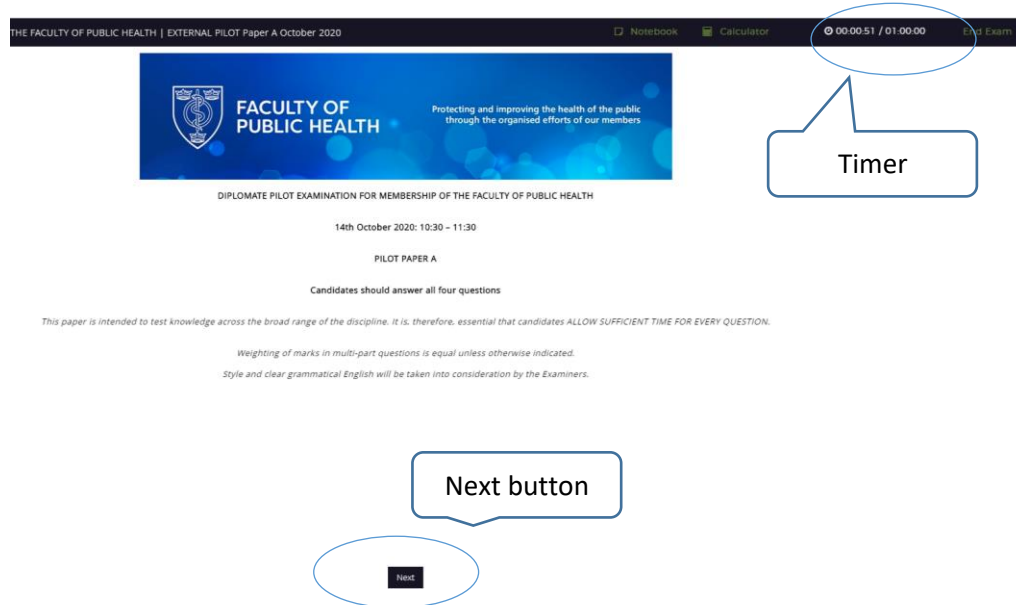 THE FACULTY OF PUBLIC HEALTH | EXTERNAL PILOT Paper A October 2020
Notebook
Calculator
00:00:51 / 01:00:00
End Exam
FACULTY OF
PUBLIC HEALTH
Protecting and improving the health of the public
through the organised efforts of our members
Timer
DIPLOMATE PILOT EXAMINATION FOR MEMBERSHIP OF THE FACULTY OF PUBLIC HEALTH
14th October 2020: 10:30 – 11:30
PILOT PAPER A
Candidates should answer all four questions
This paper is intended to test knowledge across the broad range of the discipline. It is, therefore, essential that candidates ALLOW SUFFICIENT TIME FOR EVERY QUESTION.
Weighting of marks in multi-part questions is equal unless otherwise indicated.
Style and clear grammatical English will be taken into consideration by the Examiners.
Next button
Next